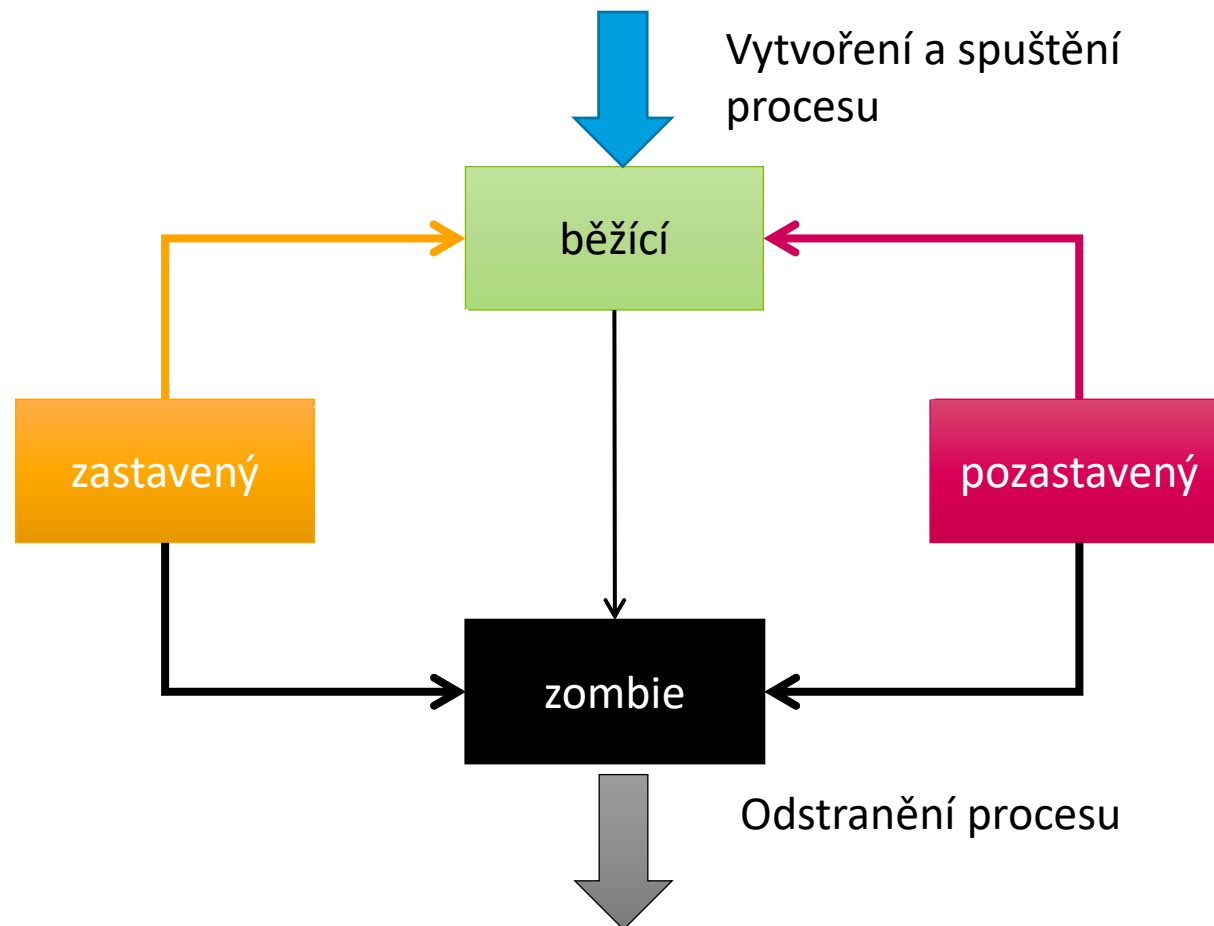 Vytvoření a spuštění
procesu
běžící
zastavený
pozastavený
zombie
Odstranění procesu